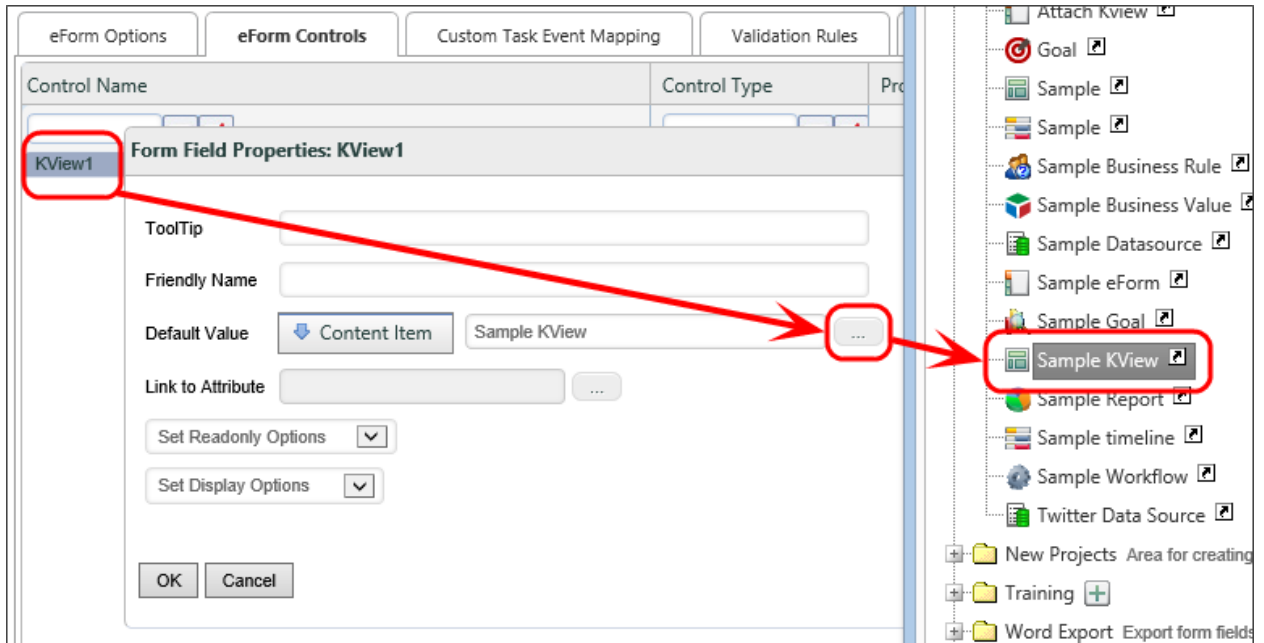 eForm Options
eForm Controls
Custom Task Event Mapping
Validation Rules
Control Name
Control Type
KView1
Form Field Properties: KView1
ToolTip
Friendly Name
Default Value
Content Item
Sample KView
...
Link to Attribute
...
Set Readonly Options
Set Display Options
OK
Cancel
Attach Kview
Goal
Sample
Sample
Sample Business Rule
Sample Business Value
Sample Datasource
Sample eForm
Sample Goal
Sample KView
Sample Report
Sample timeline
Sample Workflow
Twitter Data Source
New Projects Area for creating
Training
Word Export Export form fields